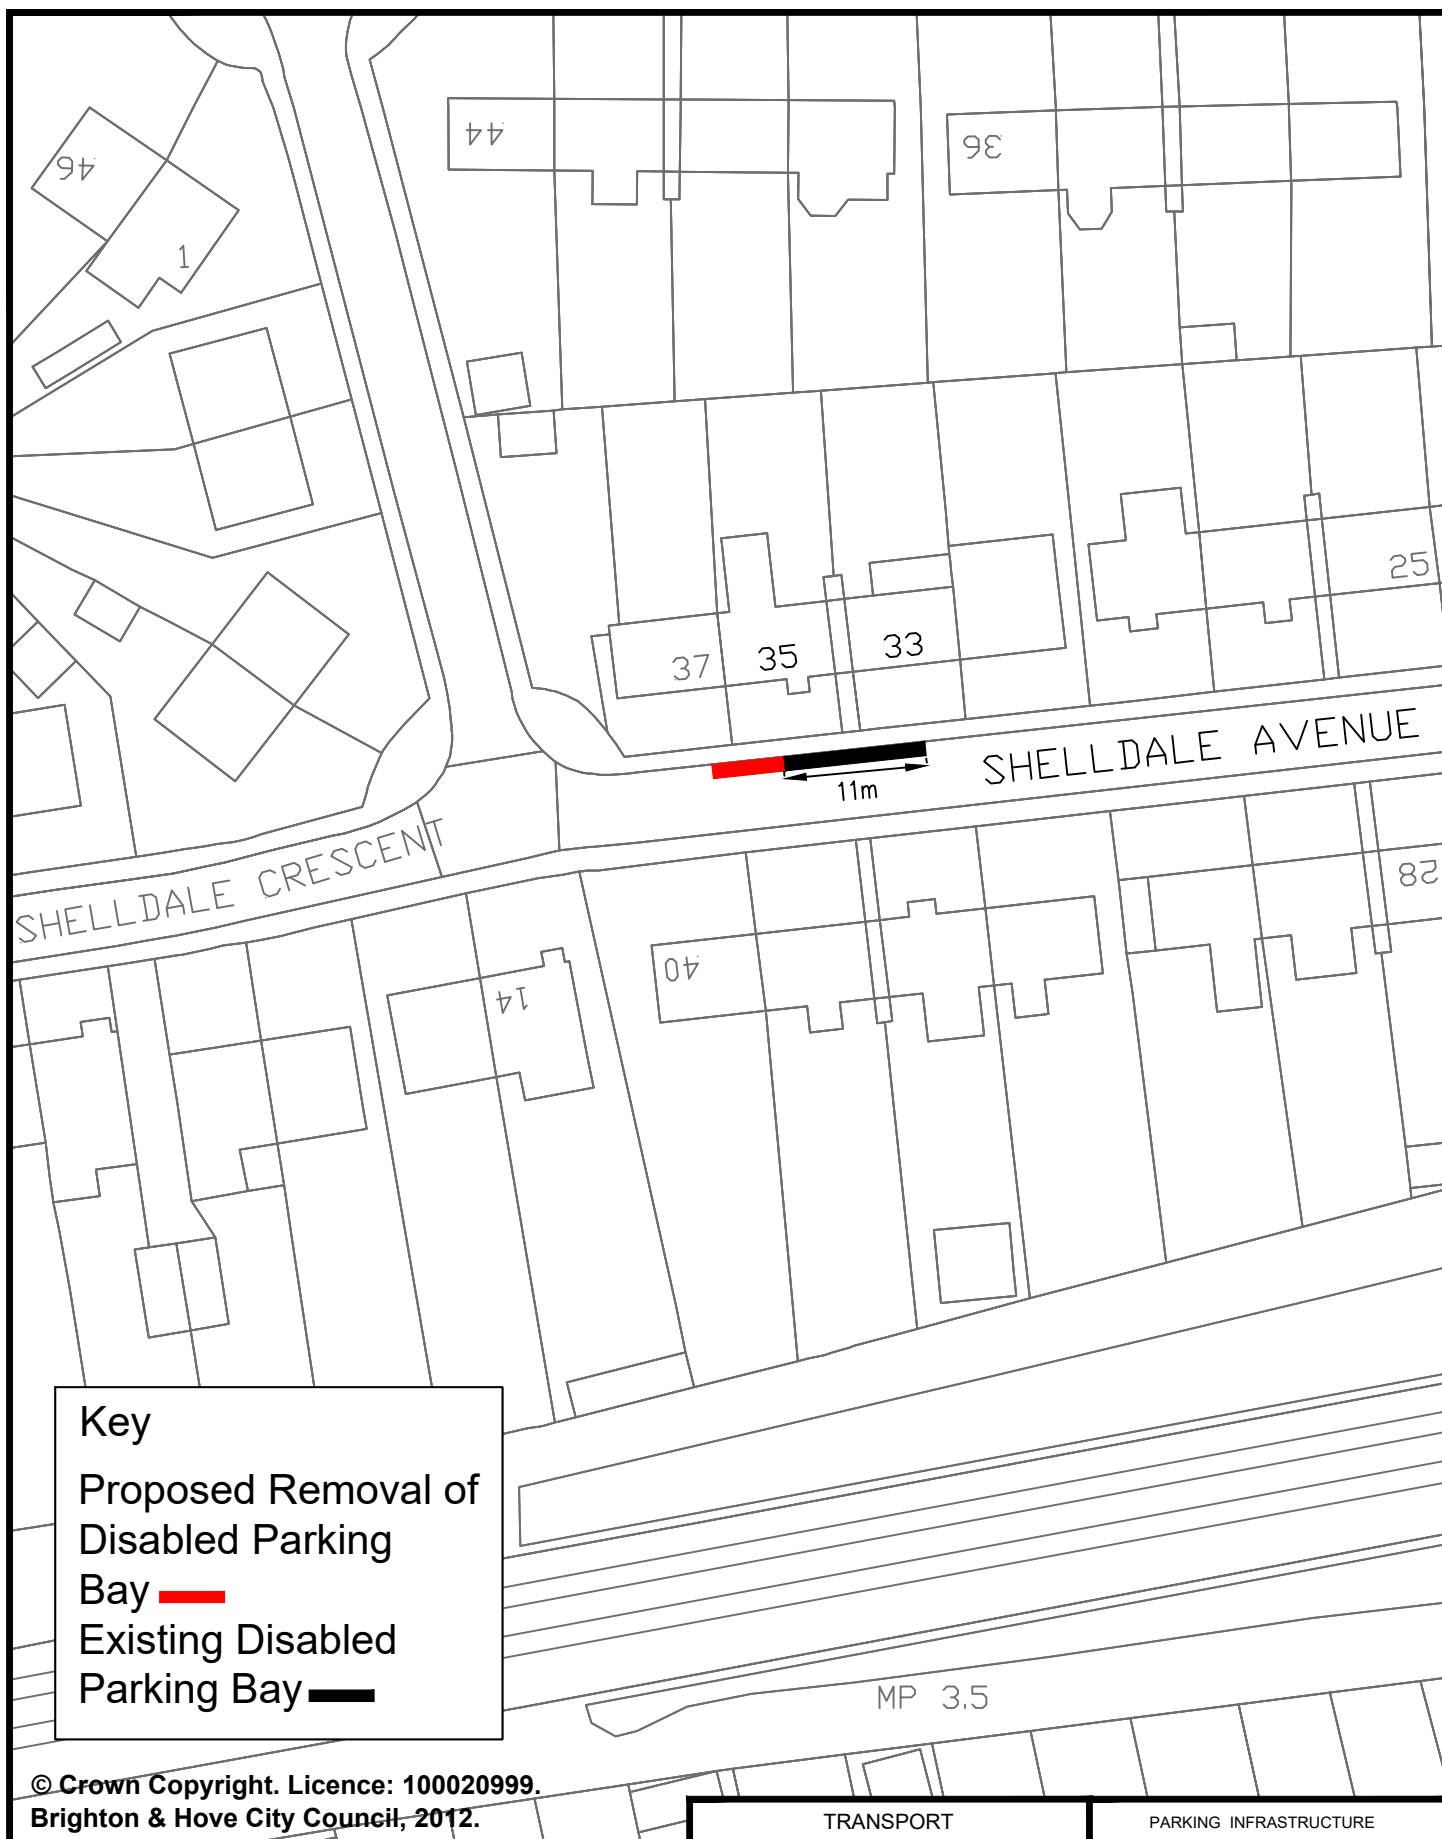 44
36
46
1
25
37
35
33
SHELLDALE AVENUE
11m
SHELLDALE CRESCENT
28
40
14
Key
Proposed Removal of
Disabled Parking
Bay
Existing Disabled
Parking Bay
MP 3.5
© Crown Copyright. Licence: 100020999.
Brighton & Hove City Council, 2012.
TRANSPORT
PARKING INFRASTRUCTURE